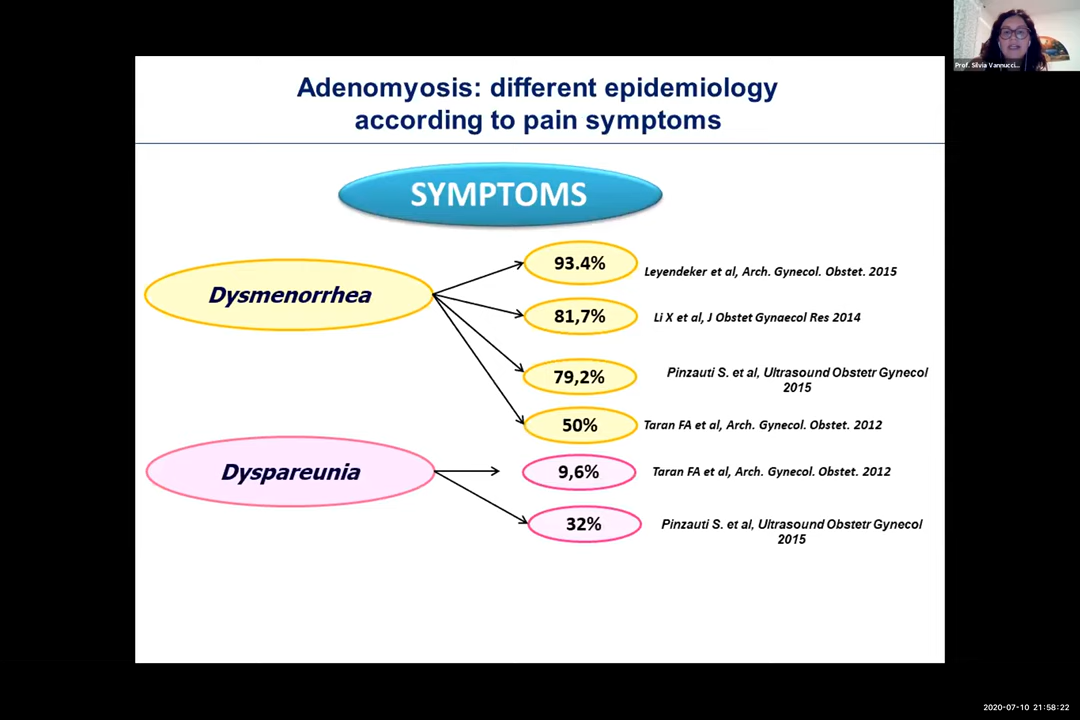 Prof. Silvia Vannucci...
Adenomyosis: different epidemiology
according to pain symptoms
SYMPTOMS
Dysmenorrhea
93.4%
Leyendeker et al, Arch. Gynecol. Obstet. 2015
81,7%
Li X et al, J Obstet Gynaecol Res 2014
79,2%
Pinzauti S. et al, Ultrasound Obstetr Gynecol
2015
50%
Taran FA et al, Arch. Gynecol. Obstet. 2012
Dyspareunia
9,6%
Taran FA et al, Arch. Gynecol. Obstet. 2012
32%
Pinzauti S. et al, Ultrasound Obstetr Gynecol
2015
2020-07-10 21:58:22